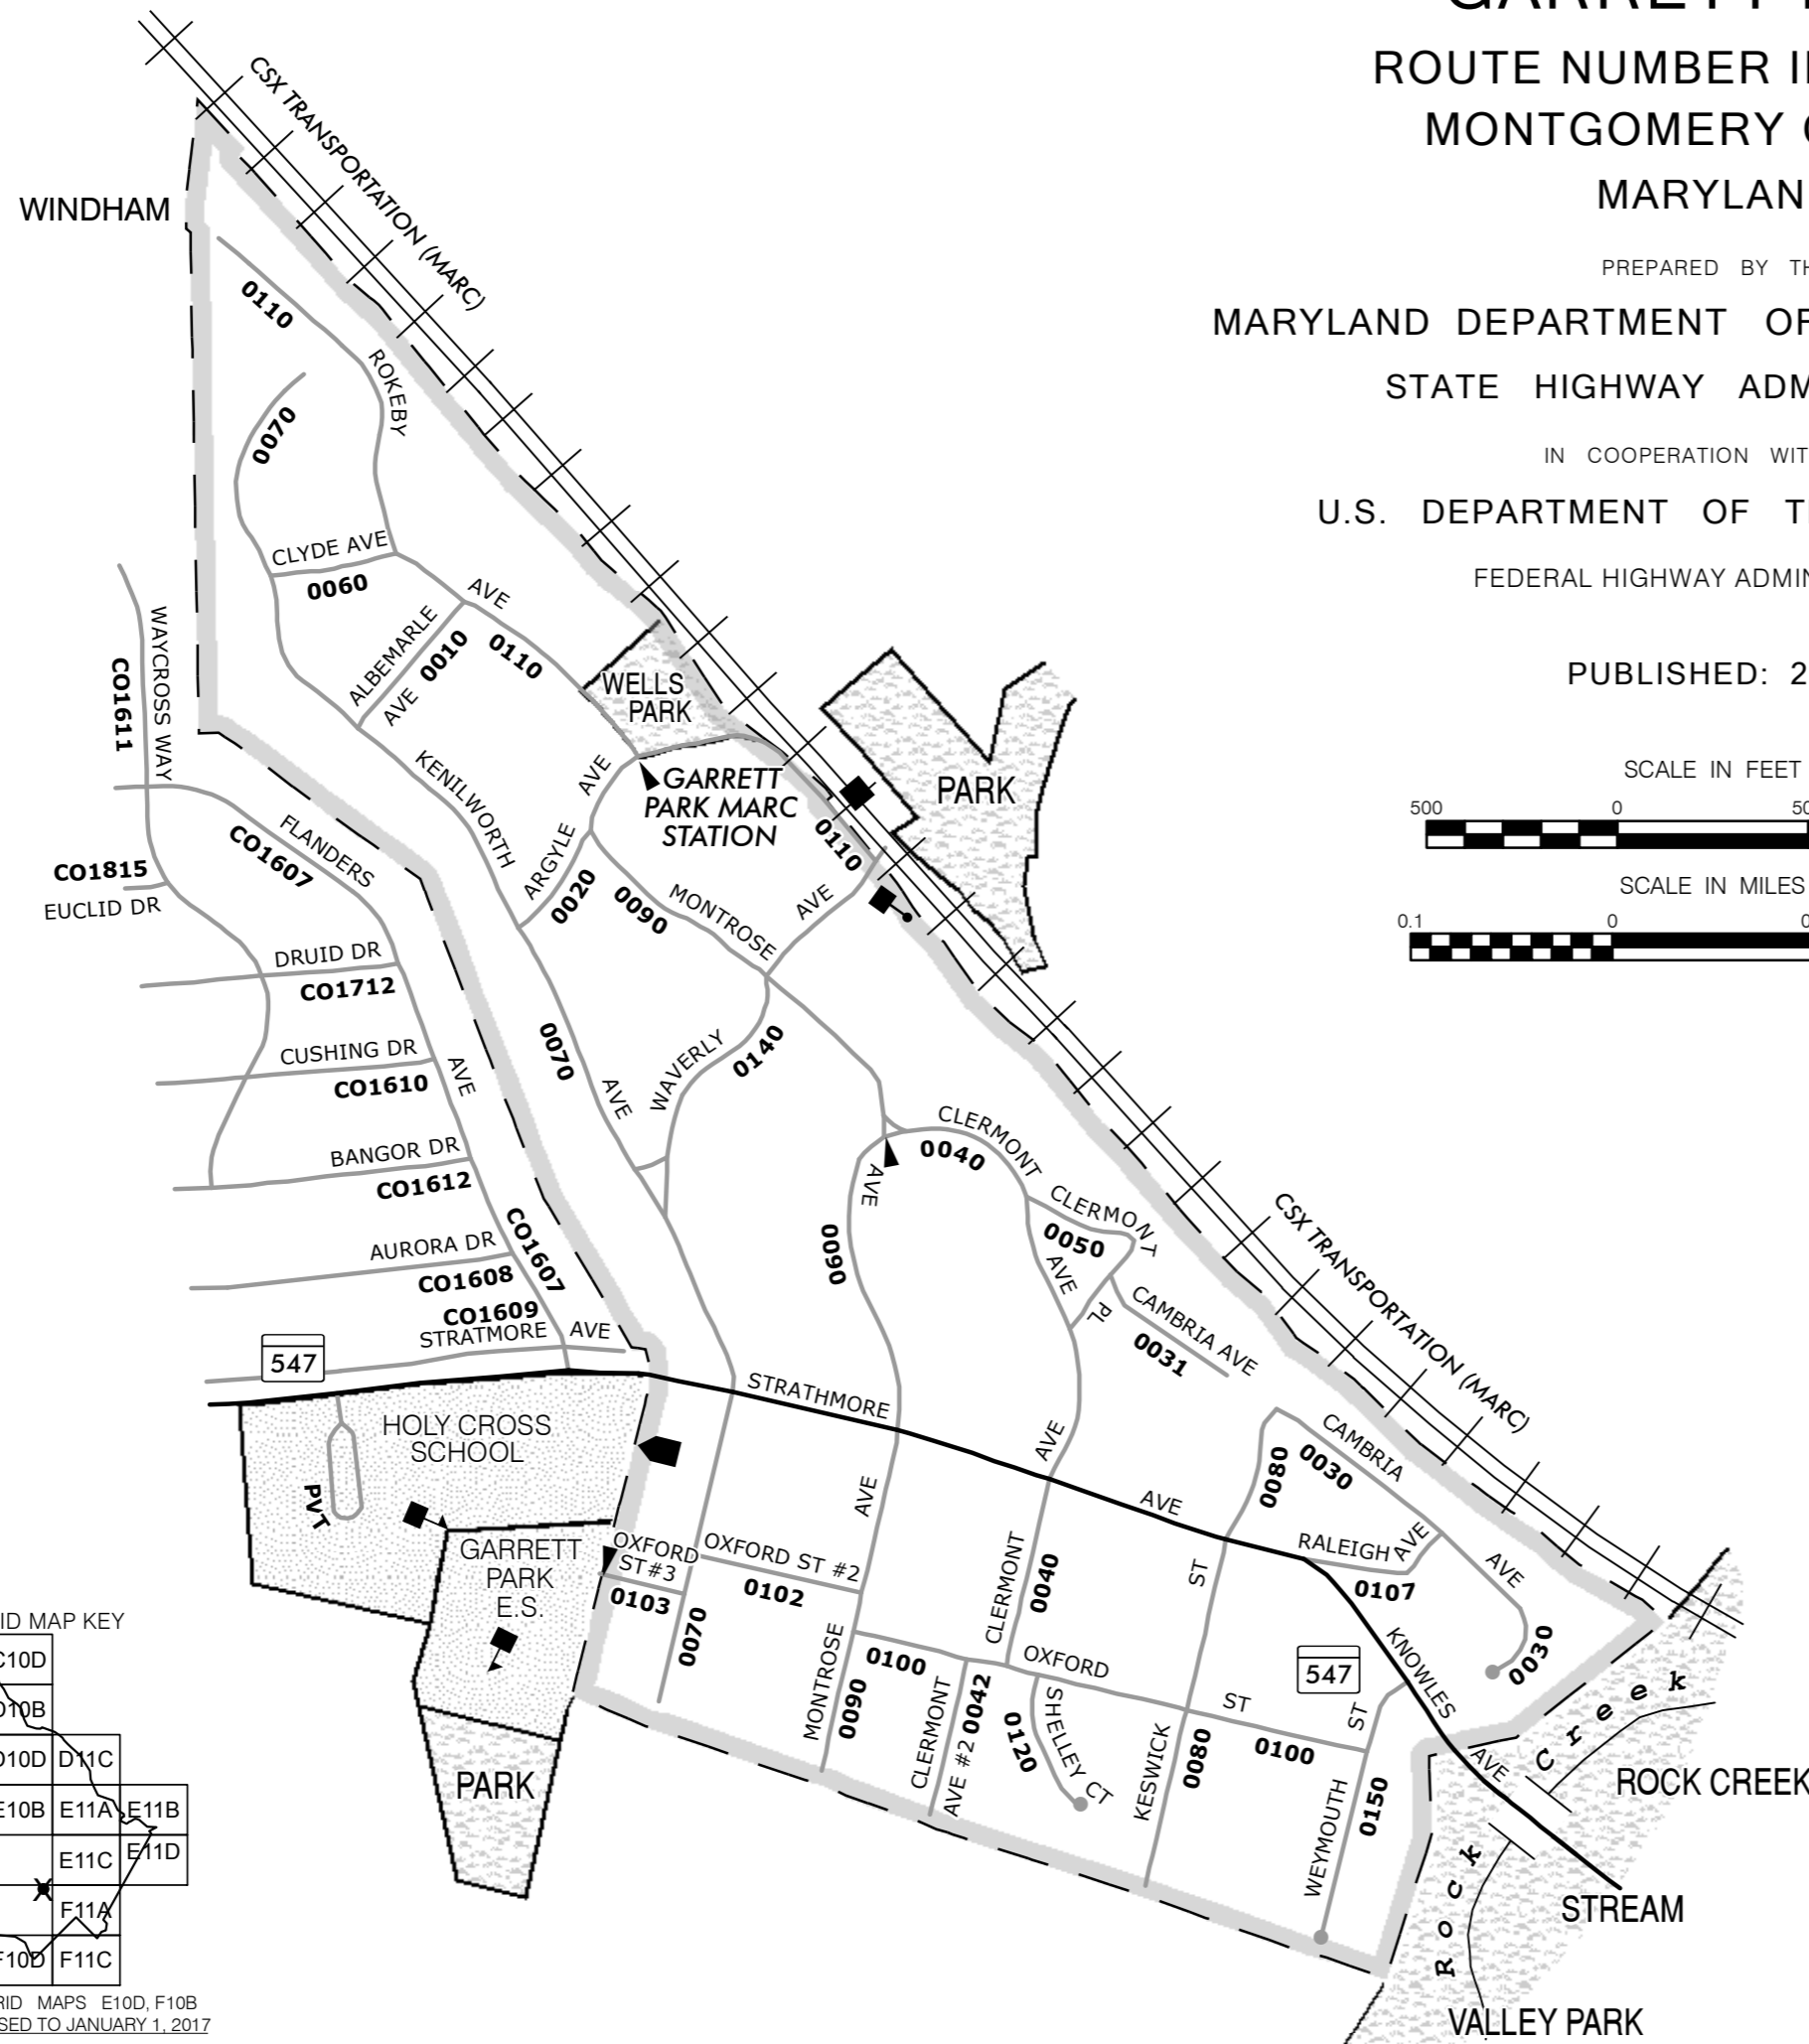 GARRETT
ROUTE NUMBER
MONTGOMERY
MARYLAN
PREPARED BY TH
MARYLAND DEPARTMENT OF
STATE HIGHWAY ADM
IN COOPERATION WIT
U.S. DEPARTMENT OF T
FEDERAL HIGHWAY ADMIN
PUBLISHED: 2
SCALE IN FEET
500 0 50
SCALE IN MILES
0.1 0 0
CSX TRANSPORTATION (MARC)
WINDHAM
0110
ROKEBY
0070
CLYDE AVE
0060
AVE
ALBEMARLE
AVE
0010
0110
WELLS
PARK
WAYCROSS WAY
CO1611
KENILWORTH
GARRETT
PARK MARC
STATION
PARK
AVE
ARGYLE
0020
0110
FLANDERS
CO1607
CO1815
EUCLID DR
MONTROSE
0090
AVE
DRUID DR
CO1712
0070
AVE
WAVERLY
0140
CUSHING DR
CO1610
AVE
BANGOR DR
CO1612
CLERMONT
0040
AVE
0090
CLERMONT
0050
AVE
PL
CAMBRIA AVE
0031
AURORA DR
CO1608
CO1607
CO1609
STRATMORE AVE
547
CSX TRANSPORTATION (MARC)
STRATHMORE
AVE
HOLY CROSS
SCHOOL
PVT
AVE
AVE
0080
0030
CAMBRIA
RALEIGH AVE
0107
AVE
0030
GARRETT
PARK
E.S.
OXFORD
ST #3
0103
OXFORD ST #2
0102
0070
CLERMONT
0040
ST
KNOWLES
AVE
547
MONTROSE
0090
0100
OXFORD
ST
0100
CLERMONT
AVE #2 0042
SHELLEY CT
0120
KESWICK
0080
ST
WEYMOUTH
0150
PARK
Creek
Rock
ROCK CREEK
STREAM
VALLEY PARK
ID MAP KEY
C10D
D10B
D10D D11C
E10B E11A E11B
E11C E11D
F11A
F10D F11C
RID MAPS E10D, F10B
SED TO JANUARY 1, 2017